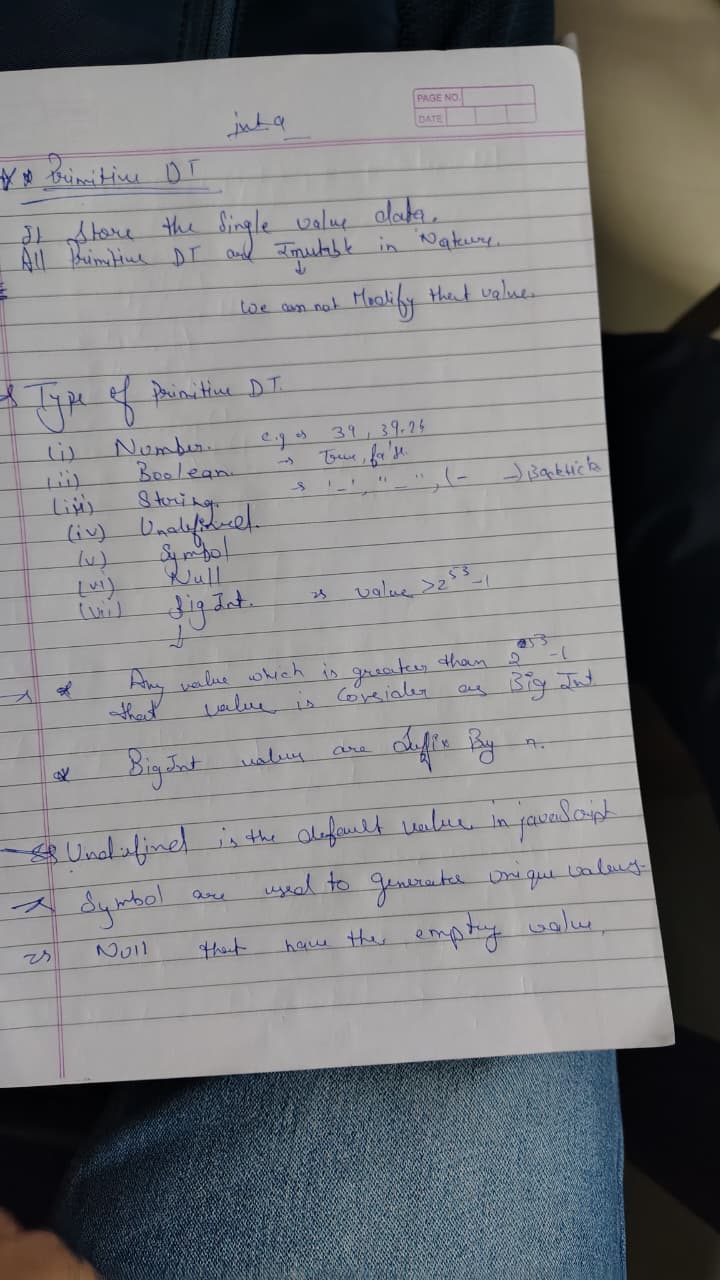 PAGE NO.
DATE
int a
Primitive DT
It Store the Single value data.
All Primitive DT are Imutable in Nature.
↓
We can not Modify that value.
Type of primitive DT.
(i) Number. e.g → 39, 39.26
(ii) Boolean. → True, false
(iii) String. → '_', "_", (- -) Backtick
(iv) Undefined.
(v) Symbol
(vi) Null
(vii) Big Int. → value >2^53-1
↓
→ * Any value which is greater than 2^53-1
that value is Consider as Big Int
* Big Int values are suffix By n.
Undefined is the default value in javaScript
→ Symbol are used to generate unique values.
→ Null that have the empty value.